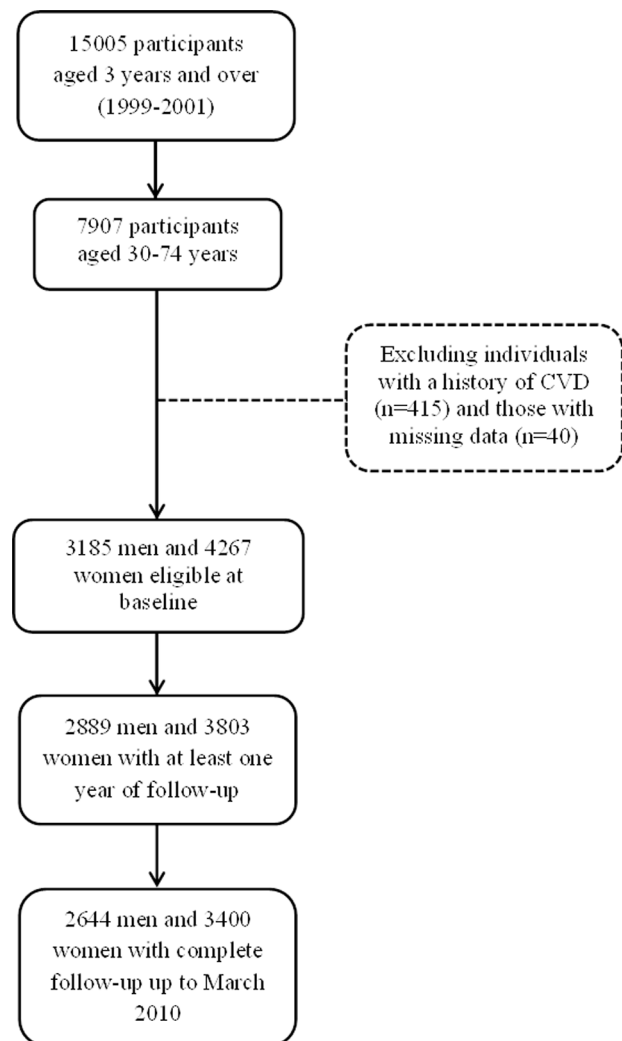 15005 participants
aged 3 years and over
(1999-2001)
7907 participants
aged 30-74 years
Excluding individuals
with a history of CVD
(n=415) and those with
missing data (n=40)
3185 men and 4267
women eligible at
baseline
2889 men and 3803
women with at least one
year of follow-up
2644 men and 3400
women with complete
follow-up up to March
2010